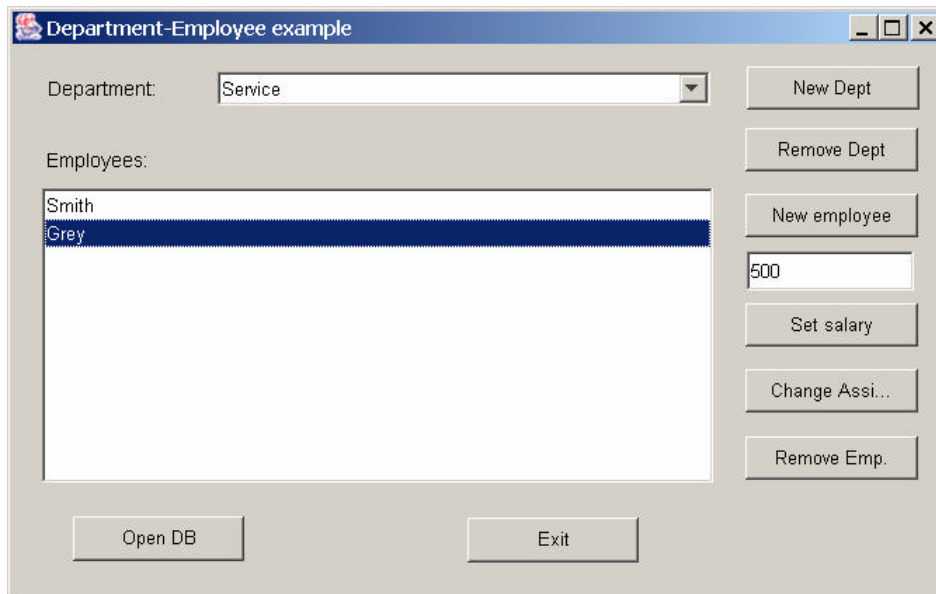 Department-Employee example
Department:
Service
New Dept
Remove Dept
Employees:
Smith
Grey
New employee
500
Set salary
Change Assi...
Remove Emp.
Open DB
Exit